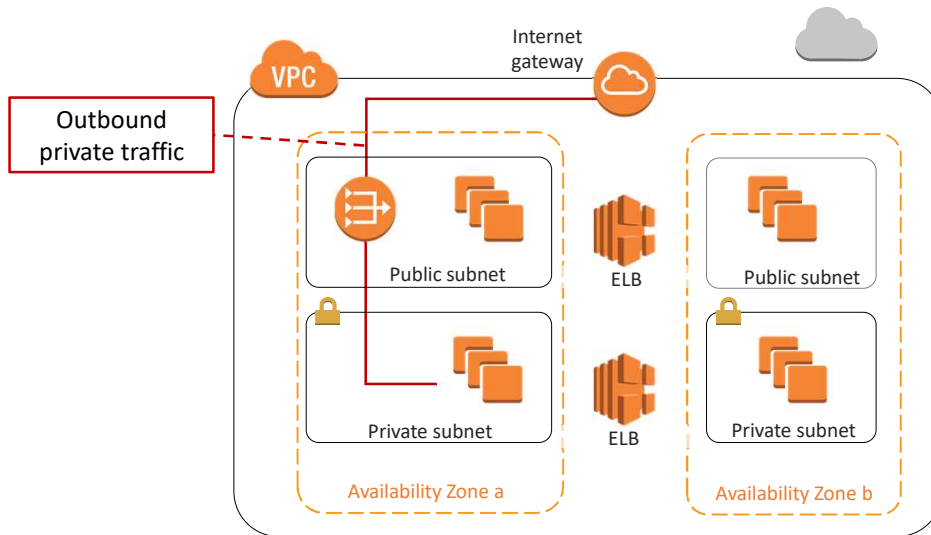 Internet
gateway
VPC
Outbound
private traffic
Public subnet
ELB
Public subnet
Private subnet
ELB
Private subnet
Availability Zone a
Availability Zone b